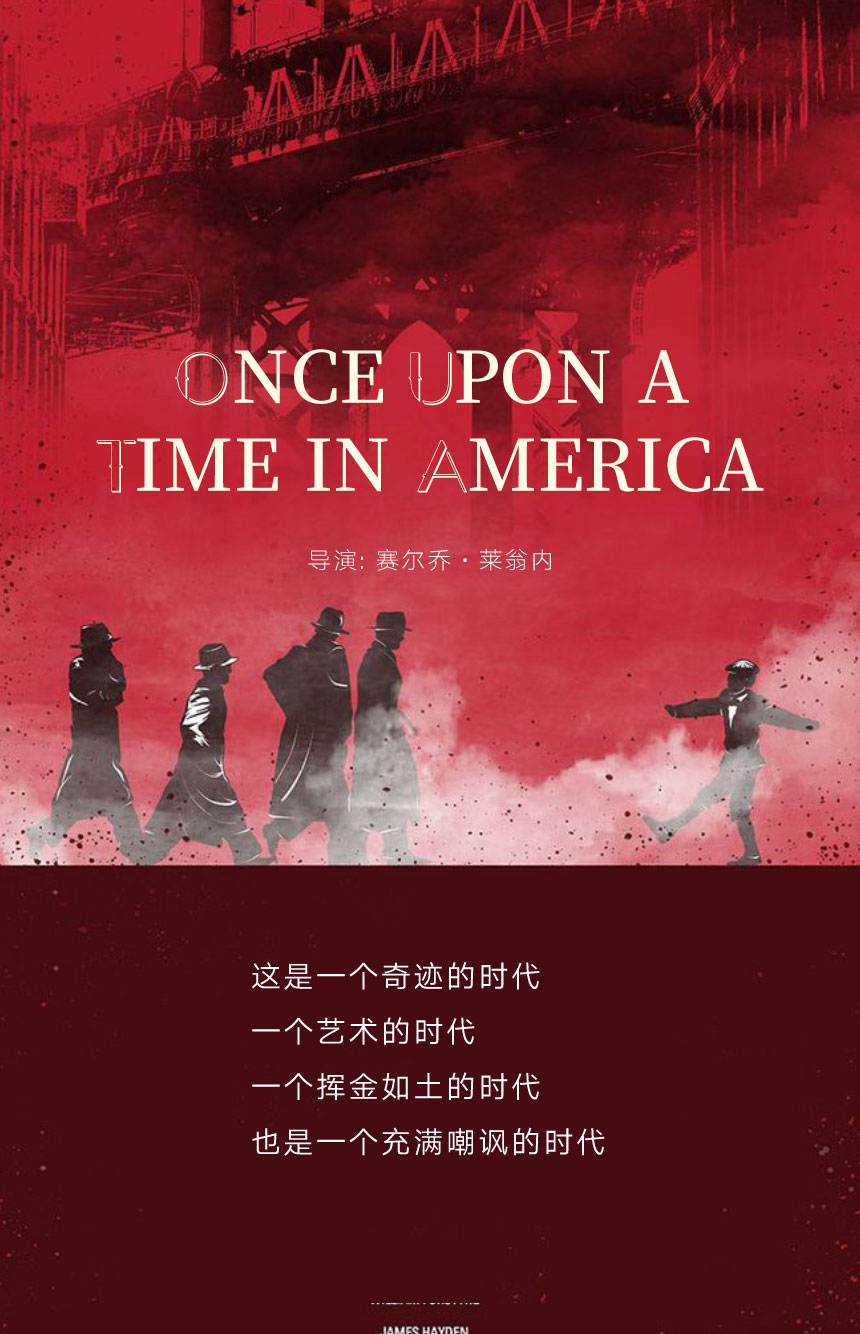 ONCE UPON A
TIME IN AMERICA
导演: 赛尔乔·莱翁内
这是一个奇迹的时代
一个艺术的时代
一个挥金如土的时代
也是一个充满嘲讽的时代
JAMES HAYDEN